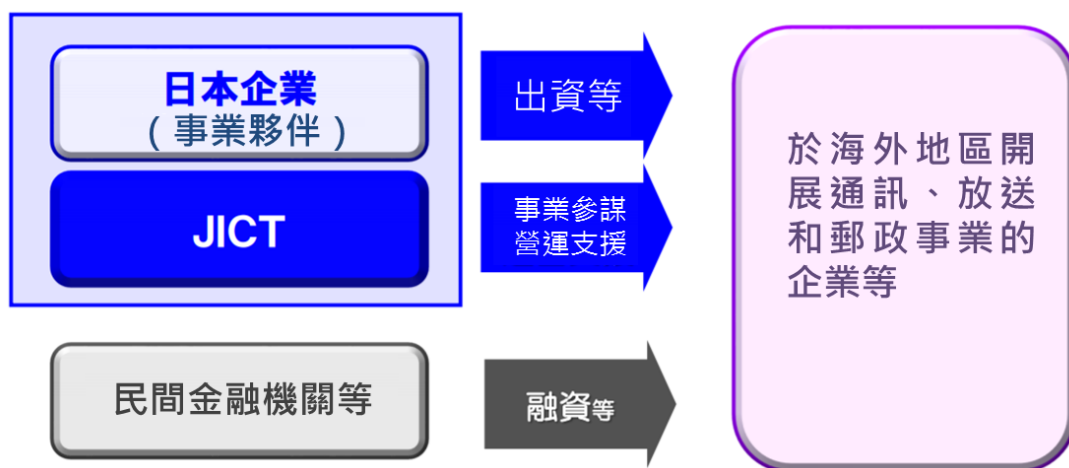 日本企業
（事業夥伴）
JICT
民間金融機關等
出資等
事業參謀
營運支援
融資等
於海外地區開
展通訊、放送
和郵政事業的
企業等